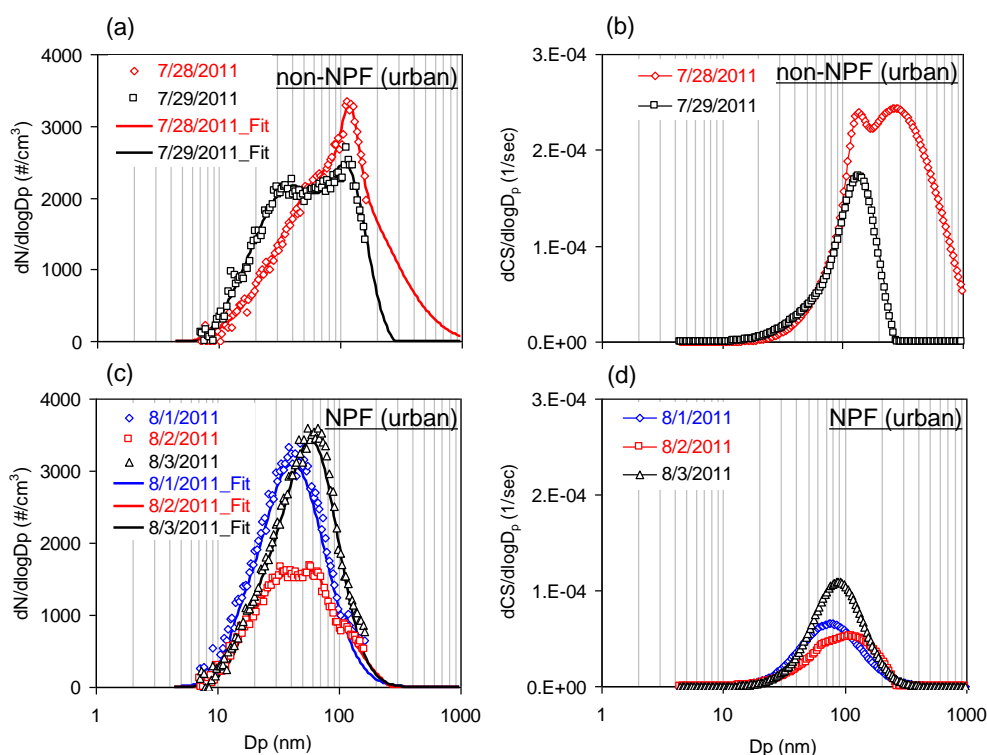 (a)
dN/dlogDp (#/cm³)
4000
3000
2000
1000
0
7/28/2011
7/29/2011
7/28/2011_Fit
7/29/2011_Fit
non-NPF (urban)
(b)
dCS/dlogDₚ (1/sec)
3.E-04
2.E-04
1.E-04
0.E+00
7/28/2011
7/29/2011
non-NPF (urban)
(c)
dN/dlogDp (#/cm³)
4000
3000
2000
1000
0
8/1/2011
8/2/2011
8/3/2011
8/1/2011_Fit
8/2/2011_Fit
8/3/2011_Fit
NPF (urban)
1 10 100 1000
Dp (nm)
(d)
dCS/dlogDₚ (1/sec)
3.E-04
2.E-04
1.E-04
0.E+00
8/1/2011
8/2/2011
8/3/2011
NPF (urban)
1 10 100 1000
Dp (nm)